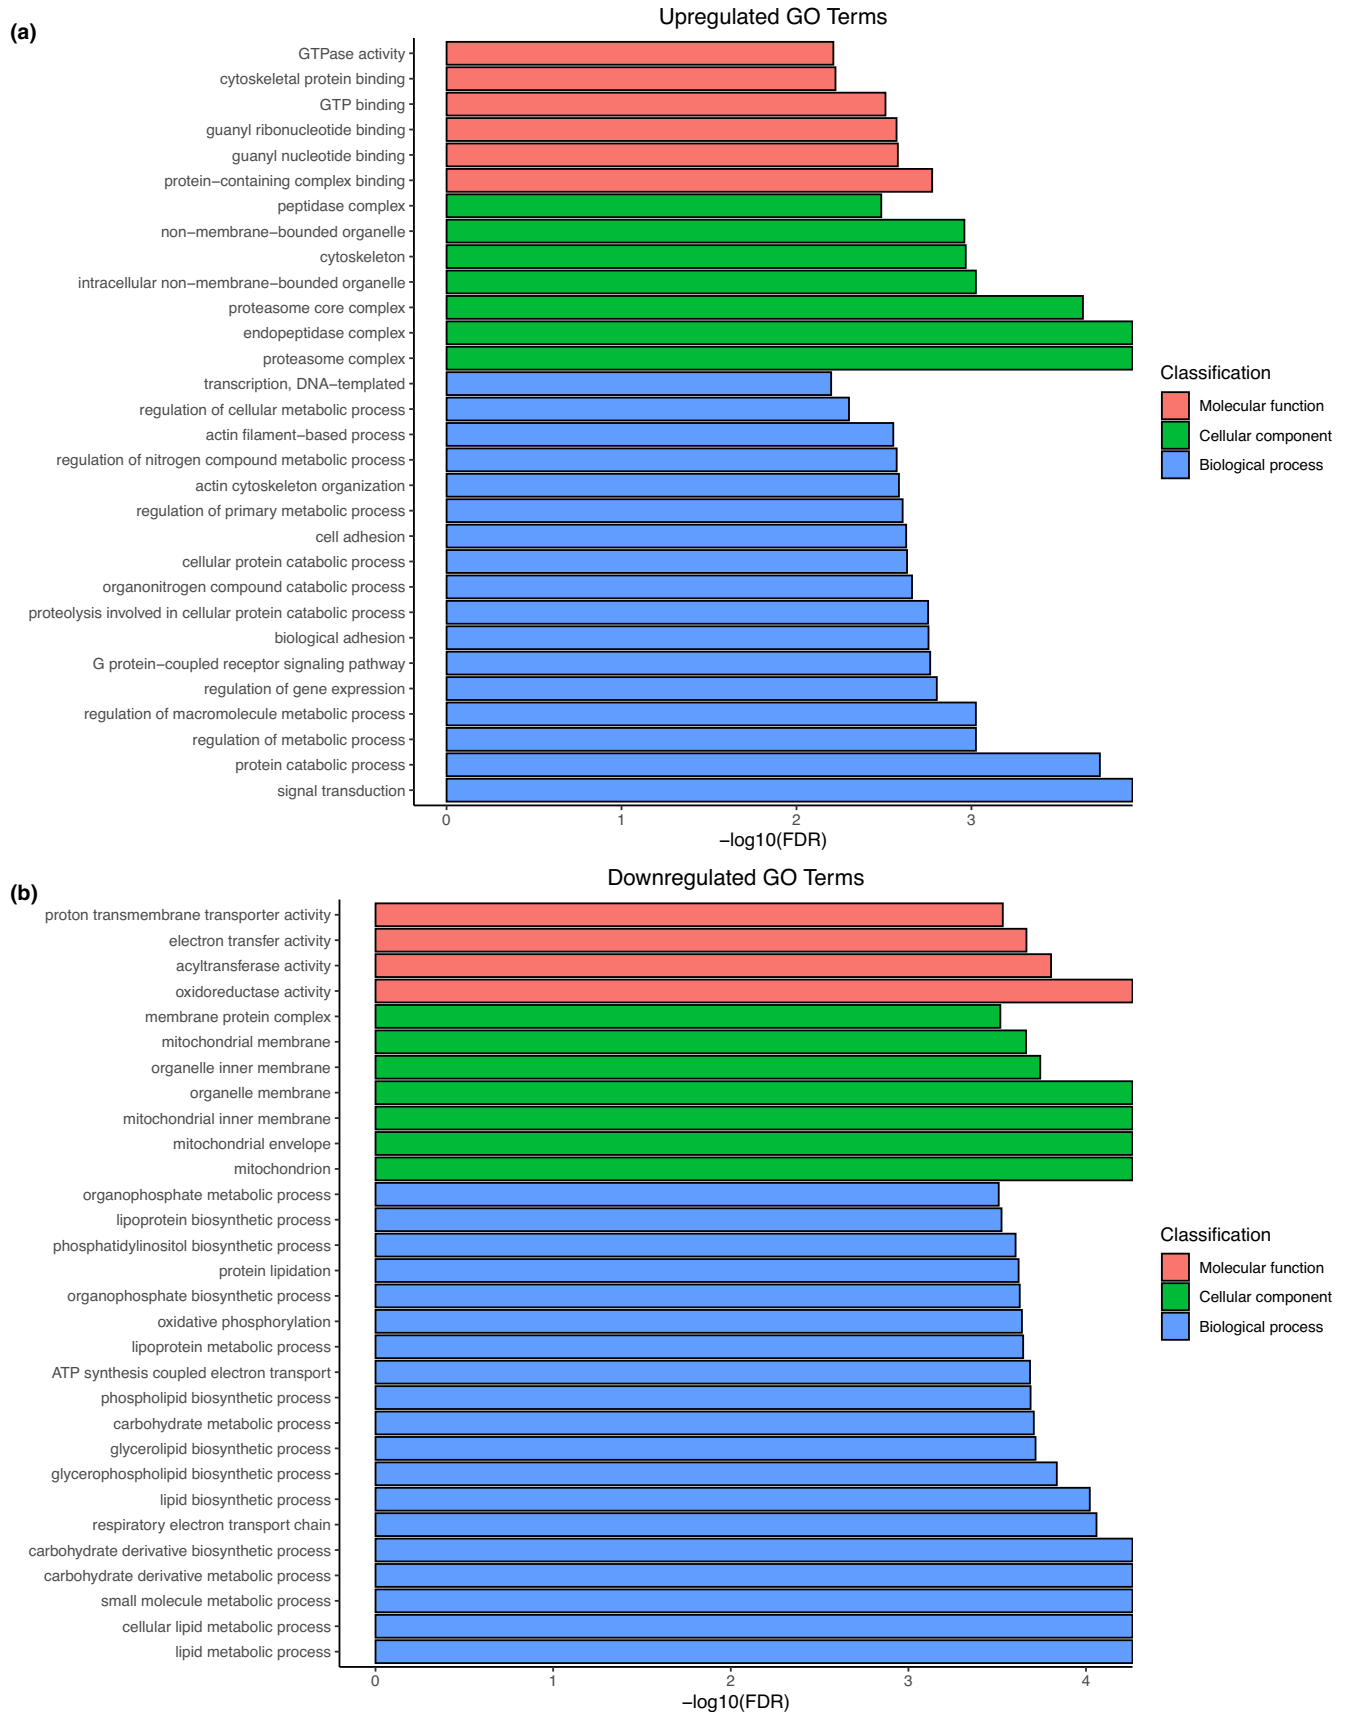 (a)
Upregulated GO Terms
GTPase activity
cytoskeletal protein binding
GTP binding
guanyl ribonucleotide binding
guanyl nucleotide binding
protein−containing complex binding
peptidase complex
non−membrane−bounded organelle
cytoskeleton
intracellular non−membrane−bounded organelle
proteasome core complex
endopeptidase complex
proteasome complex
transcription, DNA−templated
regulation of cellular metabolic process
actin filament−based process
regulation of nitrogen compound metabolic process
actin cytoskeleton organization
regulation of primary metabolic process
cell adhesion
cellular protein catabolic process
organonitrogen compound catabolic process
proteolysis involved in cellular protein catabolic process
biological adhesion
G protein−coupled receptor signaling pathway
regulation of gene expression
regulation of macromolecule metabolic process
regulation of metabolic process
protein catabolic process
signal transduction
0 1 2 3
−log10(FDR)
Classification
Molecular function
Cellular component
Biological process
(b)
Downregulated GO Terms
proton transmembrane transporter activity
electron transfer activity
acyltransferase activity
oxidoreductase activity
membrane protein complex
mitochondrial membrane
organelle inner membrane
organelle membrane
mitochondrial inner membrane
mitochondrial envelope
mitochondrion
organophosphate metabolic process
lipoprotein biosynthetic process
phosphatidylinositol biosynthetic process
protein lipidation
organophosphate biosynthetic process
oxidative phosphorylation
lipoprotein metabolic process
ATP synthesis coupled electron transport
phospholipid biosynthetic process
carbohydrate metabolic process
glycerolipid biosynthetic process
glycerophospholipid biosynthetic process
lipid biosynthetic process
respiratory electron transport chain
carbohydrate derivative biosynthetic process
carbohydrate derivative metabolic process
small molecule metabolic process
cellular lipid metabolic process
lipid metabolic process
0 1 2 3 4
−log10(FDR)
Classification
Molecular function
Cellular component
Biological process